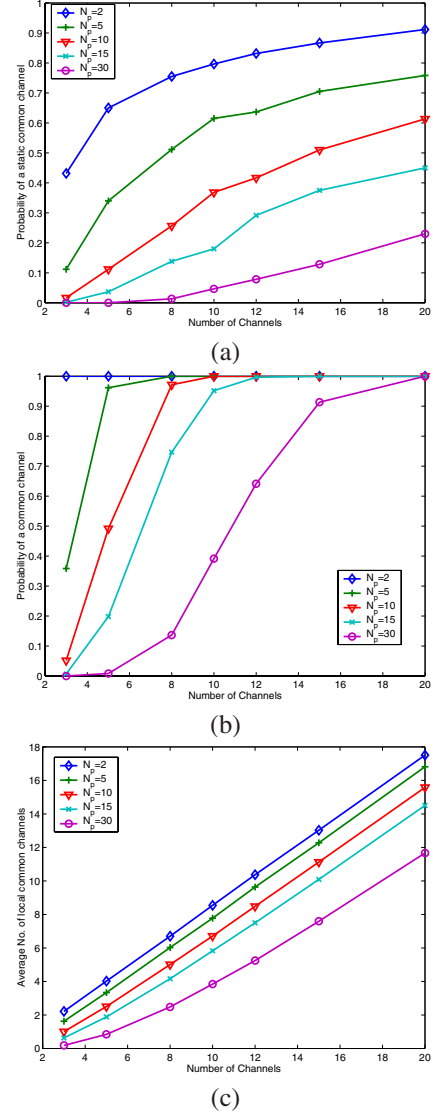 1
0.9
0.8
0.7
0.6
0.5
0.4
0.3
0.2
0.1
0
Probability of a static common channel
N_p=2
N_p=5
N_p=10
N_p=15
N_p=30
2 4 6 8 10 12 14 16 18 20
Number of Channels
(a)
1
0.9
0.8
0.7
0.6
0.5
0.4
0.3
0.2
0.1
0
Probability of a common channel
N_p=2
N_p=5
N_p=10
N_p=15
N_p=30
2 4 6 8 10 12 14 16 18 20
Number of Channels
(b)
18
16
14
12
10
8
6
4
2
0
Average No. of local common channels
N_p=2
N_p=5
N_p=10
N_p=15
N_p=30
2 4 6 8 10 12 14 16 18 20
Number of Channels
(c)